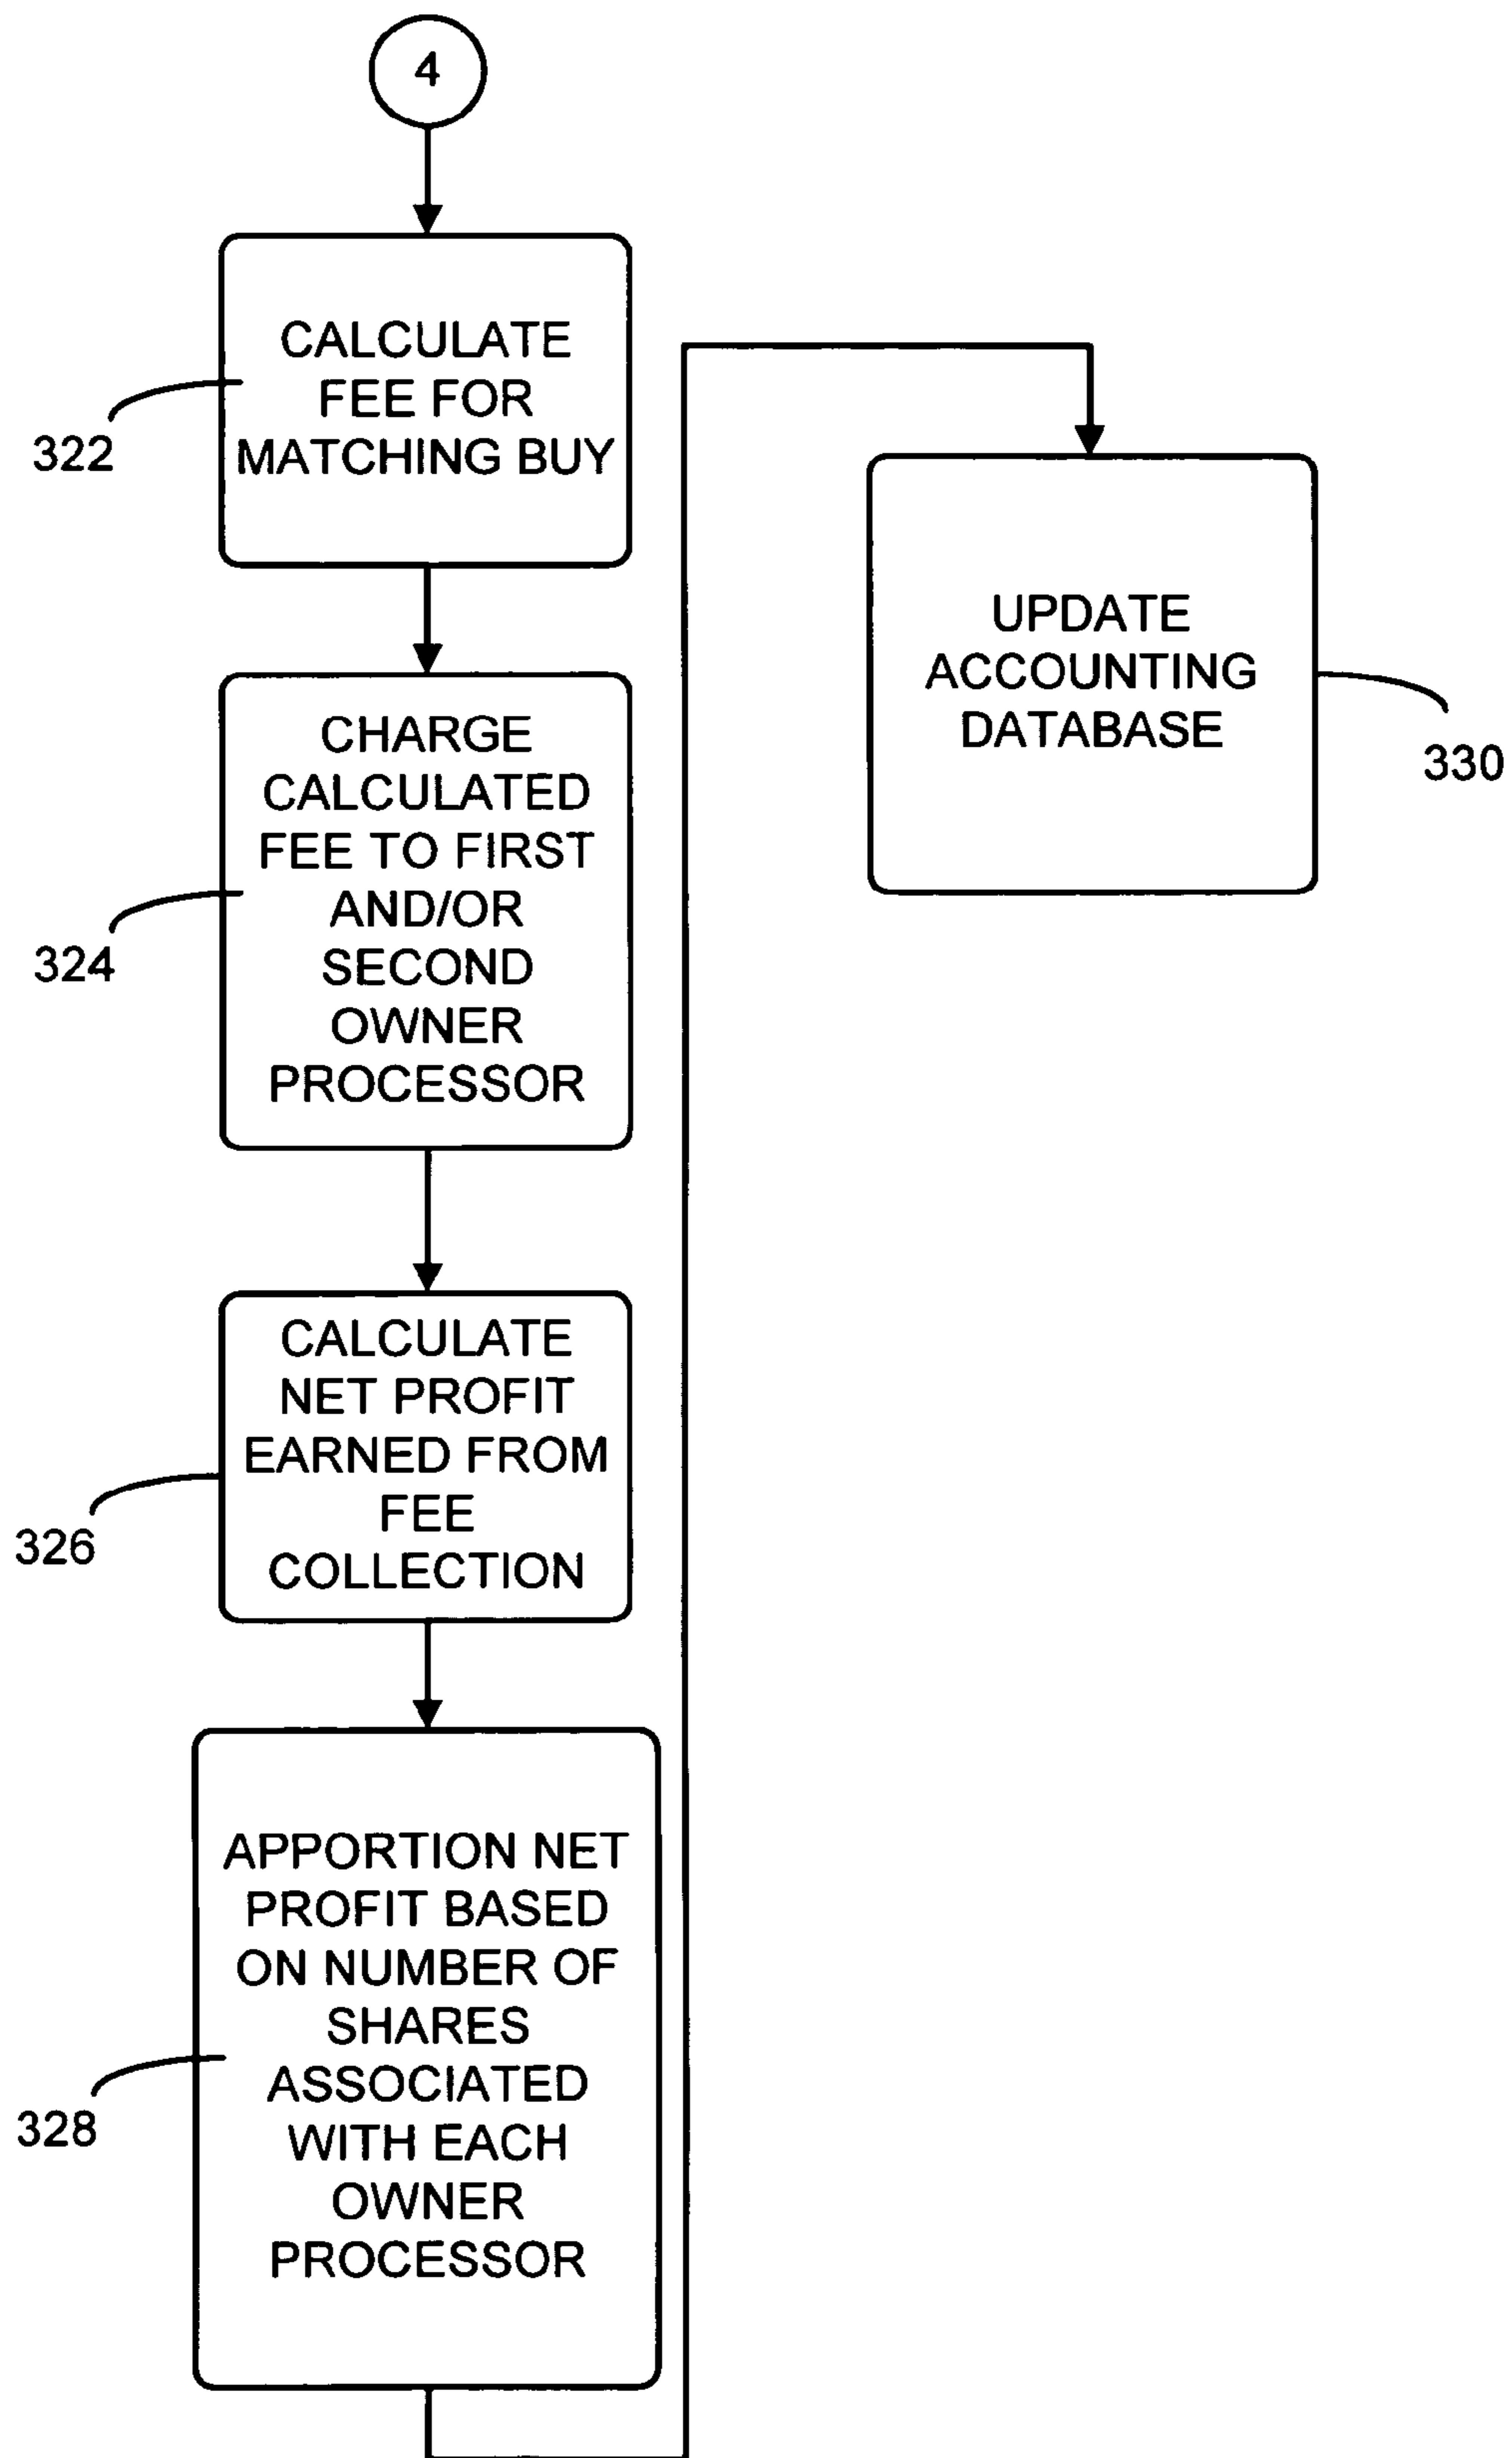 4
CALCULATE
FEE FOR
MATCHING BUY
322
CHARGE
CALCULATED
FEE TO FIRST
AND/OR
SECOND
OWNER
PROCESSOR
324
CALCULATE
NET PROFIT
EARNED FROM
FEE
COLLECTION
326
APPORTION NET
PROFIT BASED
ON NUMBER OF
SHARES
ASSOCIATED
WITH EACH
OWNER
PROCESSOR
328
UPDATE
ACCOUNTING
DATABASE
330